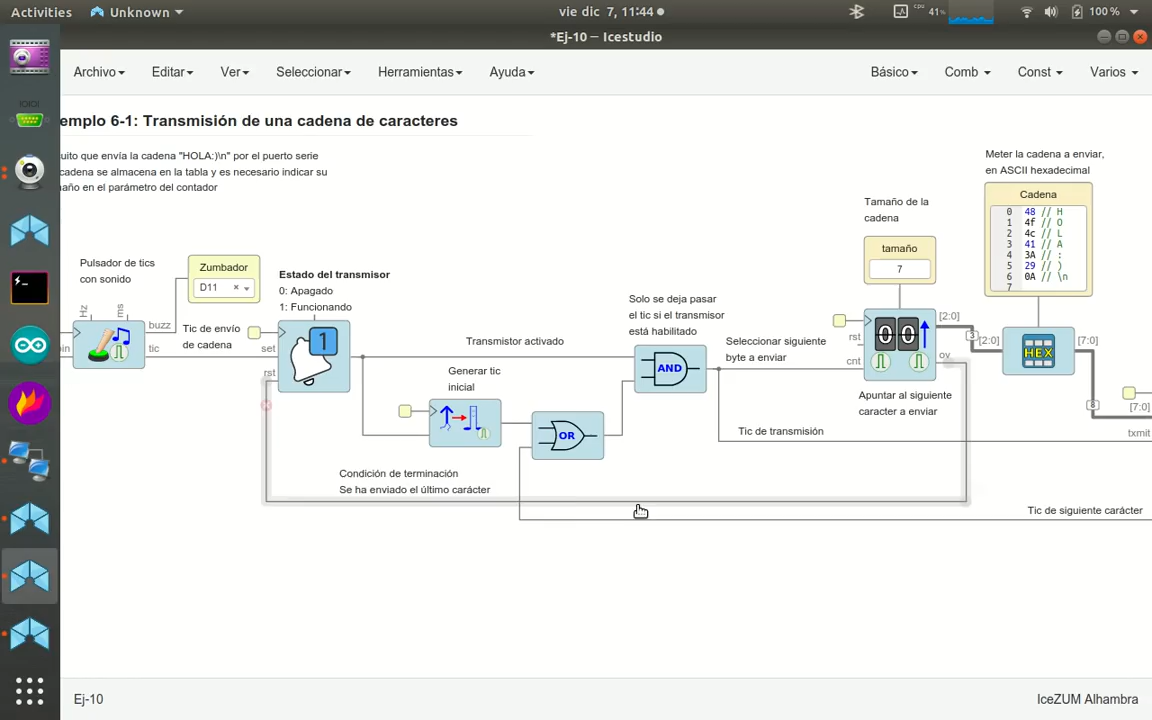 Activities
Unknown
vie dic 7, 11:44
cpu
41%
100 %
*Ej-10 – Icestudio
Archivo
Editar
Ver
Seleccionar
Herramientas
Ayuda
Básico
Comb
Const
Varios
emplo 6-1: Transmisión de una cadena de caracteres
uito que envía la cadena "HOLA:)\n" por el puerto serie
cadena se almacena en la tabla y es necesario indicar su
maño en el parámetro del contador
Meter la cadena a enviar,
en ASCII hexadecimal
Cadena
0 48 // H
1 4f // O
2 4c // L
3 41 // A
4 3A // :
5 29 // )
6 0A // \n
7
Tamaño de la
cadena
tamaño
7
Pulsador de tics
con sonido
Zumbador
D11
Estado del transmisor
0: Apagado
1: Funcionando
Hz
ms
buzz
tic
Tic de envío
de cadena
set
rst
1
Transmistor activado
Generar tic
inicial
OR
Solo se deja pasar
el tic si el transmisor
está habilitado
AND
Seleccionar siguiente
byte a enviar
rst
cnt
00
[2:0]
ov
3
[2:0]
HEX
[7:0]
8
[7:0]
txmit
Apuntar al siguiente
caracter a enviar
Tic de transmisión
Condición de terminación
Se ha enviado el último carácter
Tic de siguiente carácter
Ej-10
IceZUM Alhambra